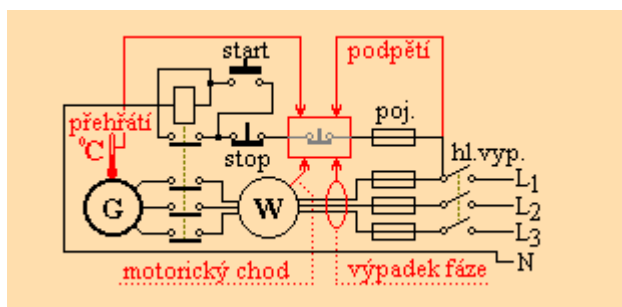 start
podpětí
přehřátí
°C
poj.
stop
hl.vyp.
G
W
L1
L2
L3
N
motorický chod
výpadek fáze